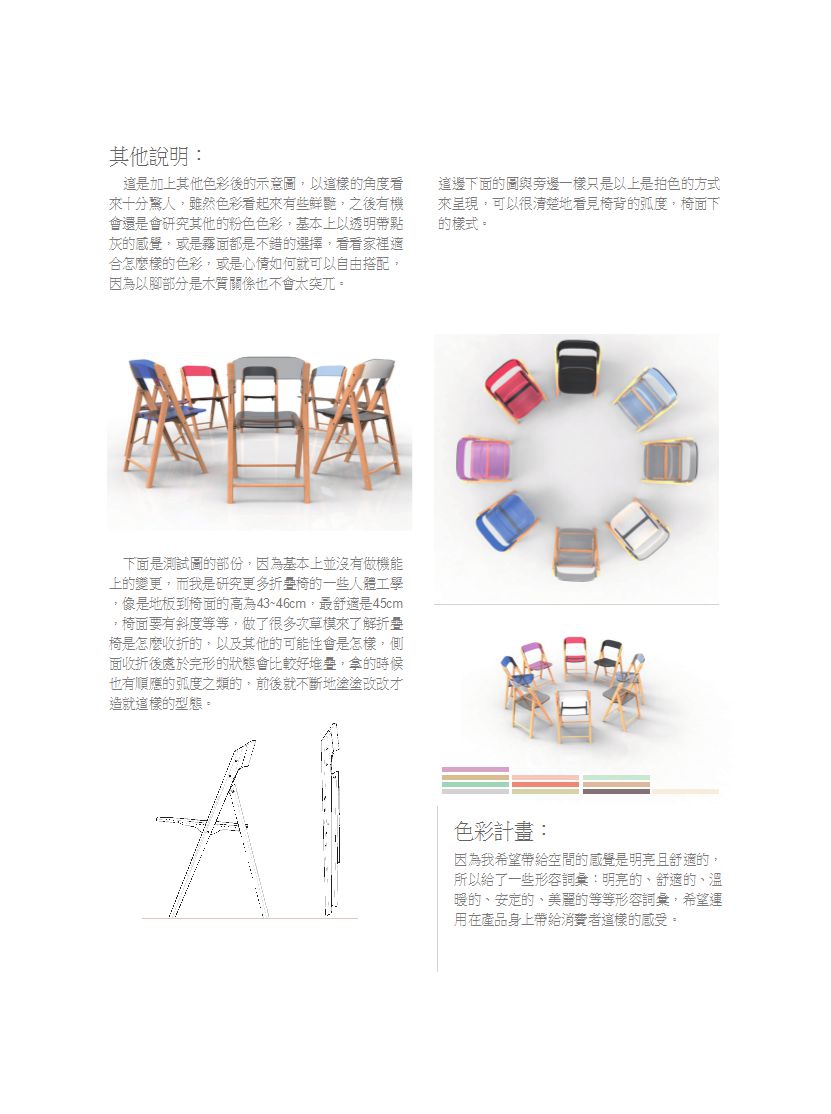 其他說明：
這是加上其他色彩後的示意圖，以這樣的角度看
來十分驚人，雖然色彩看起來有些鮮艷，之後有機
會還是會研究其他的粉色色彩，基本上以透明帶點
灰的感覺，或是霧面都是不錯的選擇，看看家裡適
合怎麼樣的色彩，或是心情如何就可以自由搭配，
因為以腳部分是木質關係也不會太突兀。
這邊下面的圖與旁邊一樣只是以上是拍色的方式
來呈現，可以很清楚地看見椅背的弧度，椅面下
的樣式。
下面是測試圖的部份，因為基本上並沒有做機能
上的變更，而我是研究更多折疊椅的一些人體工學
，像是地板到椅面的高為43~46cm，最舒適是45cm
，椅面要有斜度等等，做了很多次草模來了解折疊
椅是怎麼收折的，以及其他的可能性會是怎樣，側
面收折後處於完形的狀態會比較好堆疊，拿的時候
也有順應的弧度之類的，前後就不斷地塗塗改改才
造就這樣的型態。
色彩計畫：
因為我希望帶給空間的感覺是明亮且舒適的，
所以給了一些形容詞彙：明亮的、舒適的、溫
暖的、安定的、美麗的等等形容詞彙，希望運
用在產品身上帶給消費者這樣的感受。